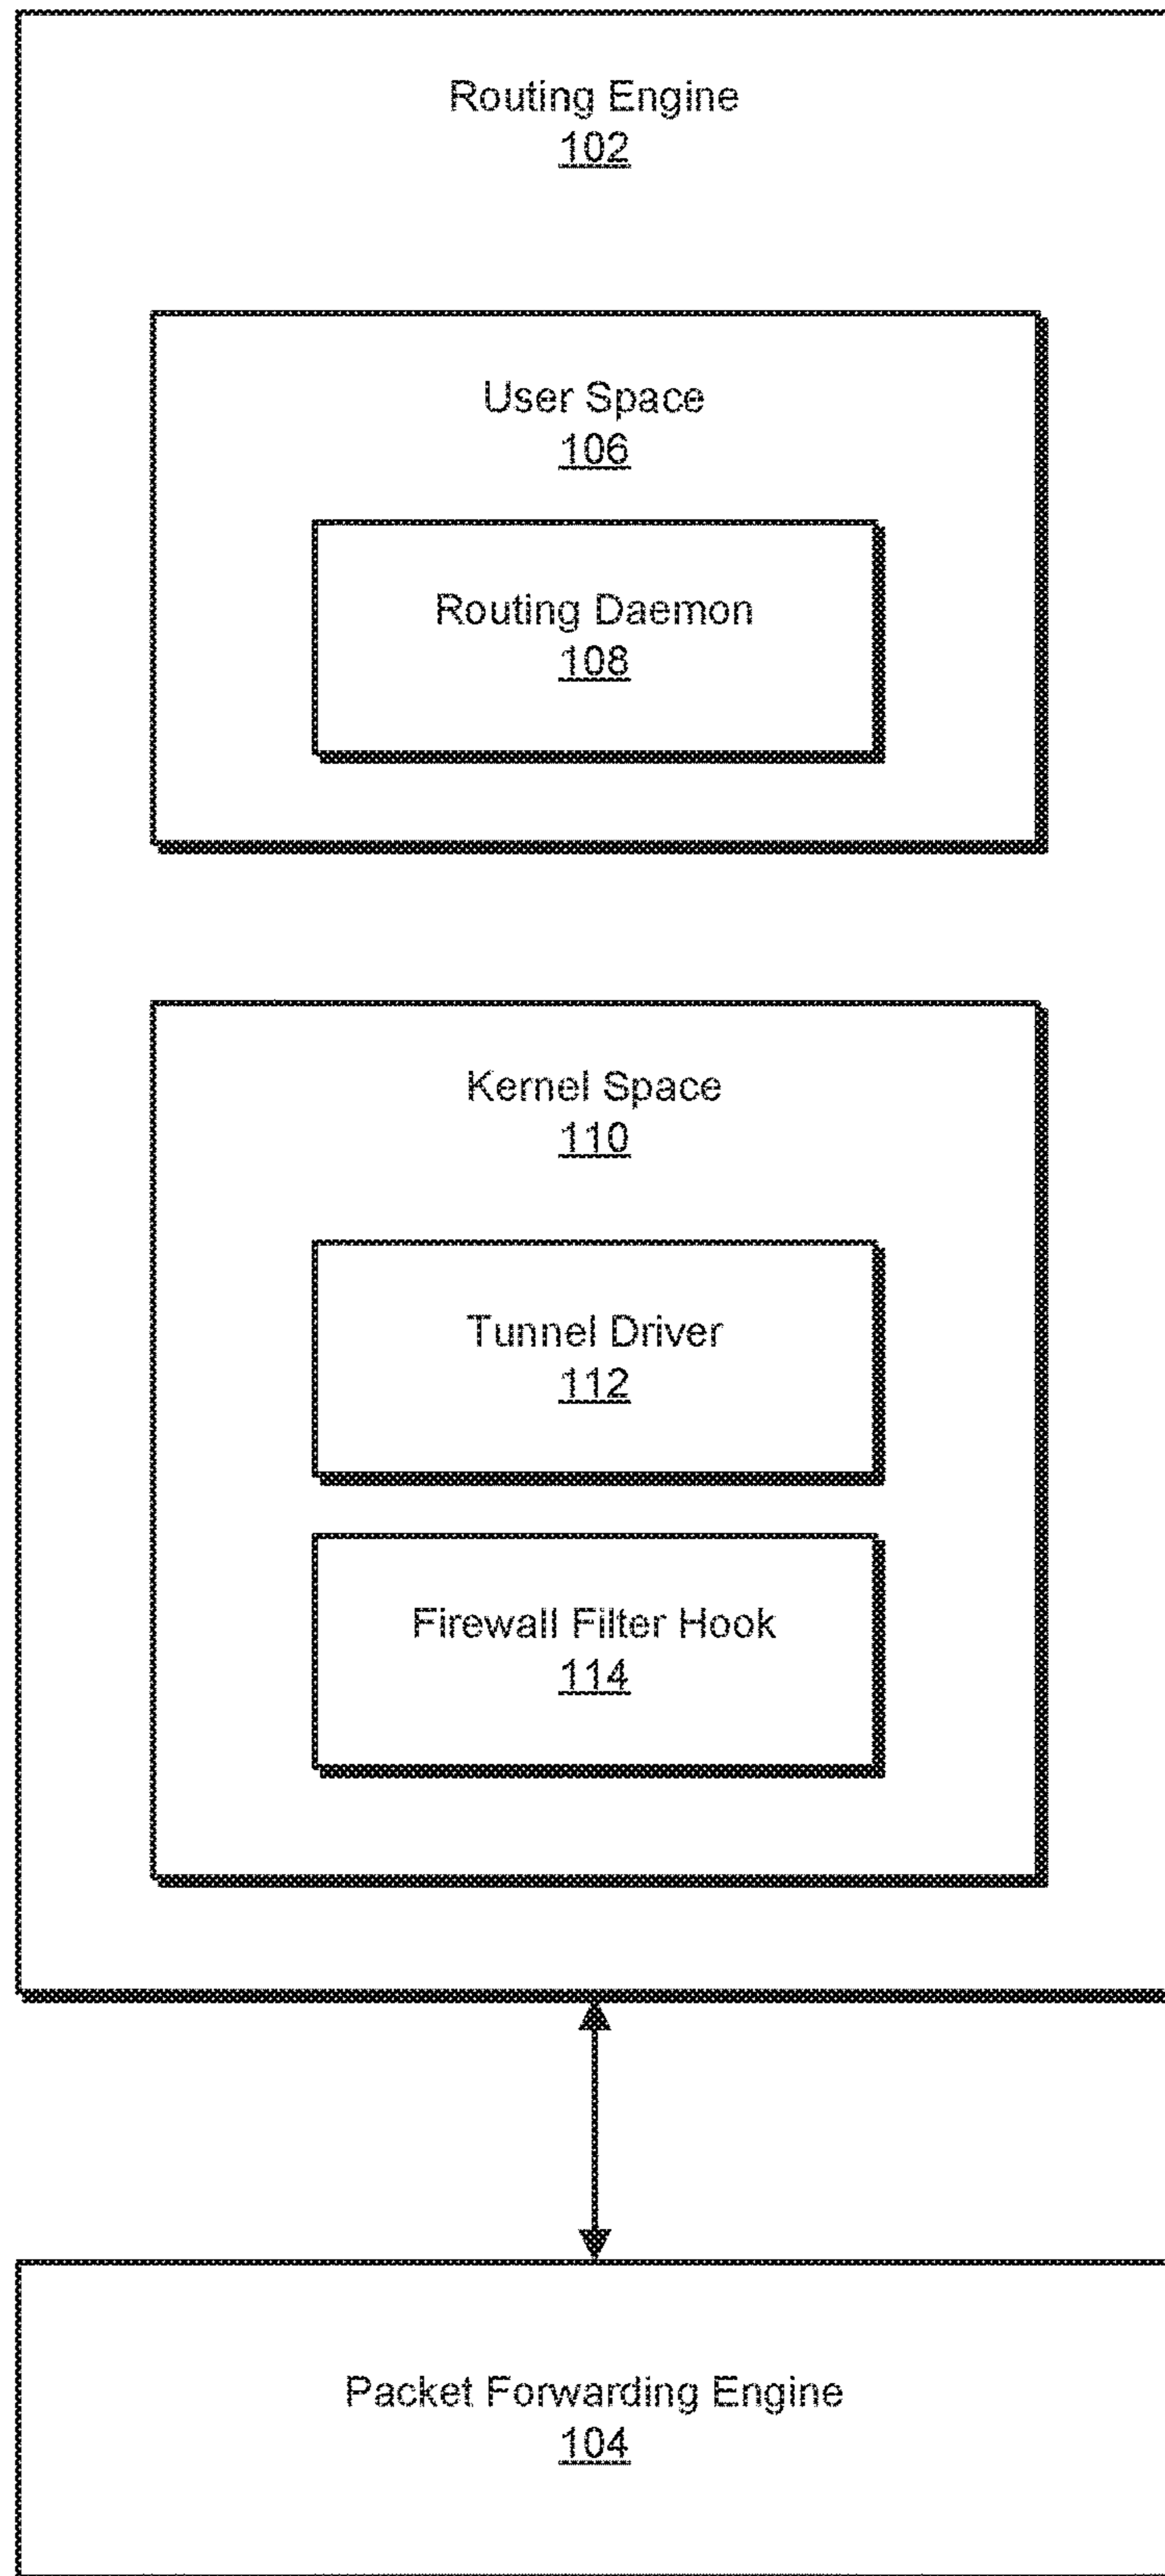 Routing Engine
102
User Space
106
Routing Daemon
108
Kernel Space
110
Tunnel Driver
112
Firewall Filter Hook
114
Packet Forwarding Engine
104